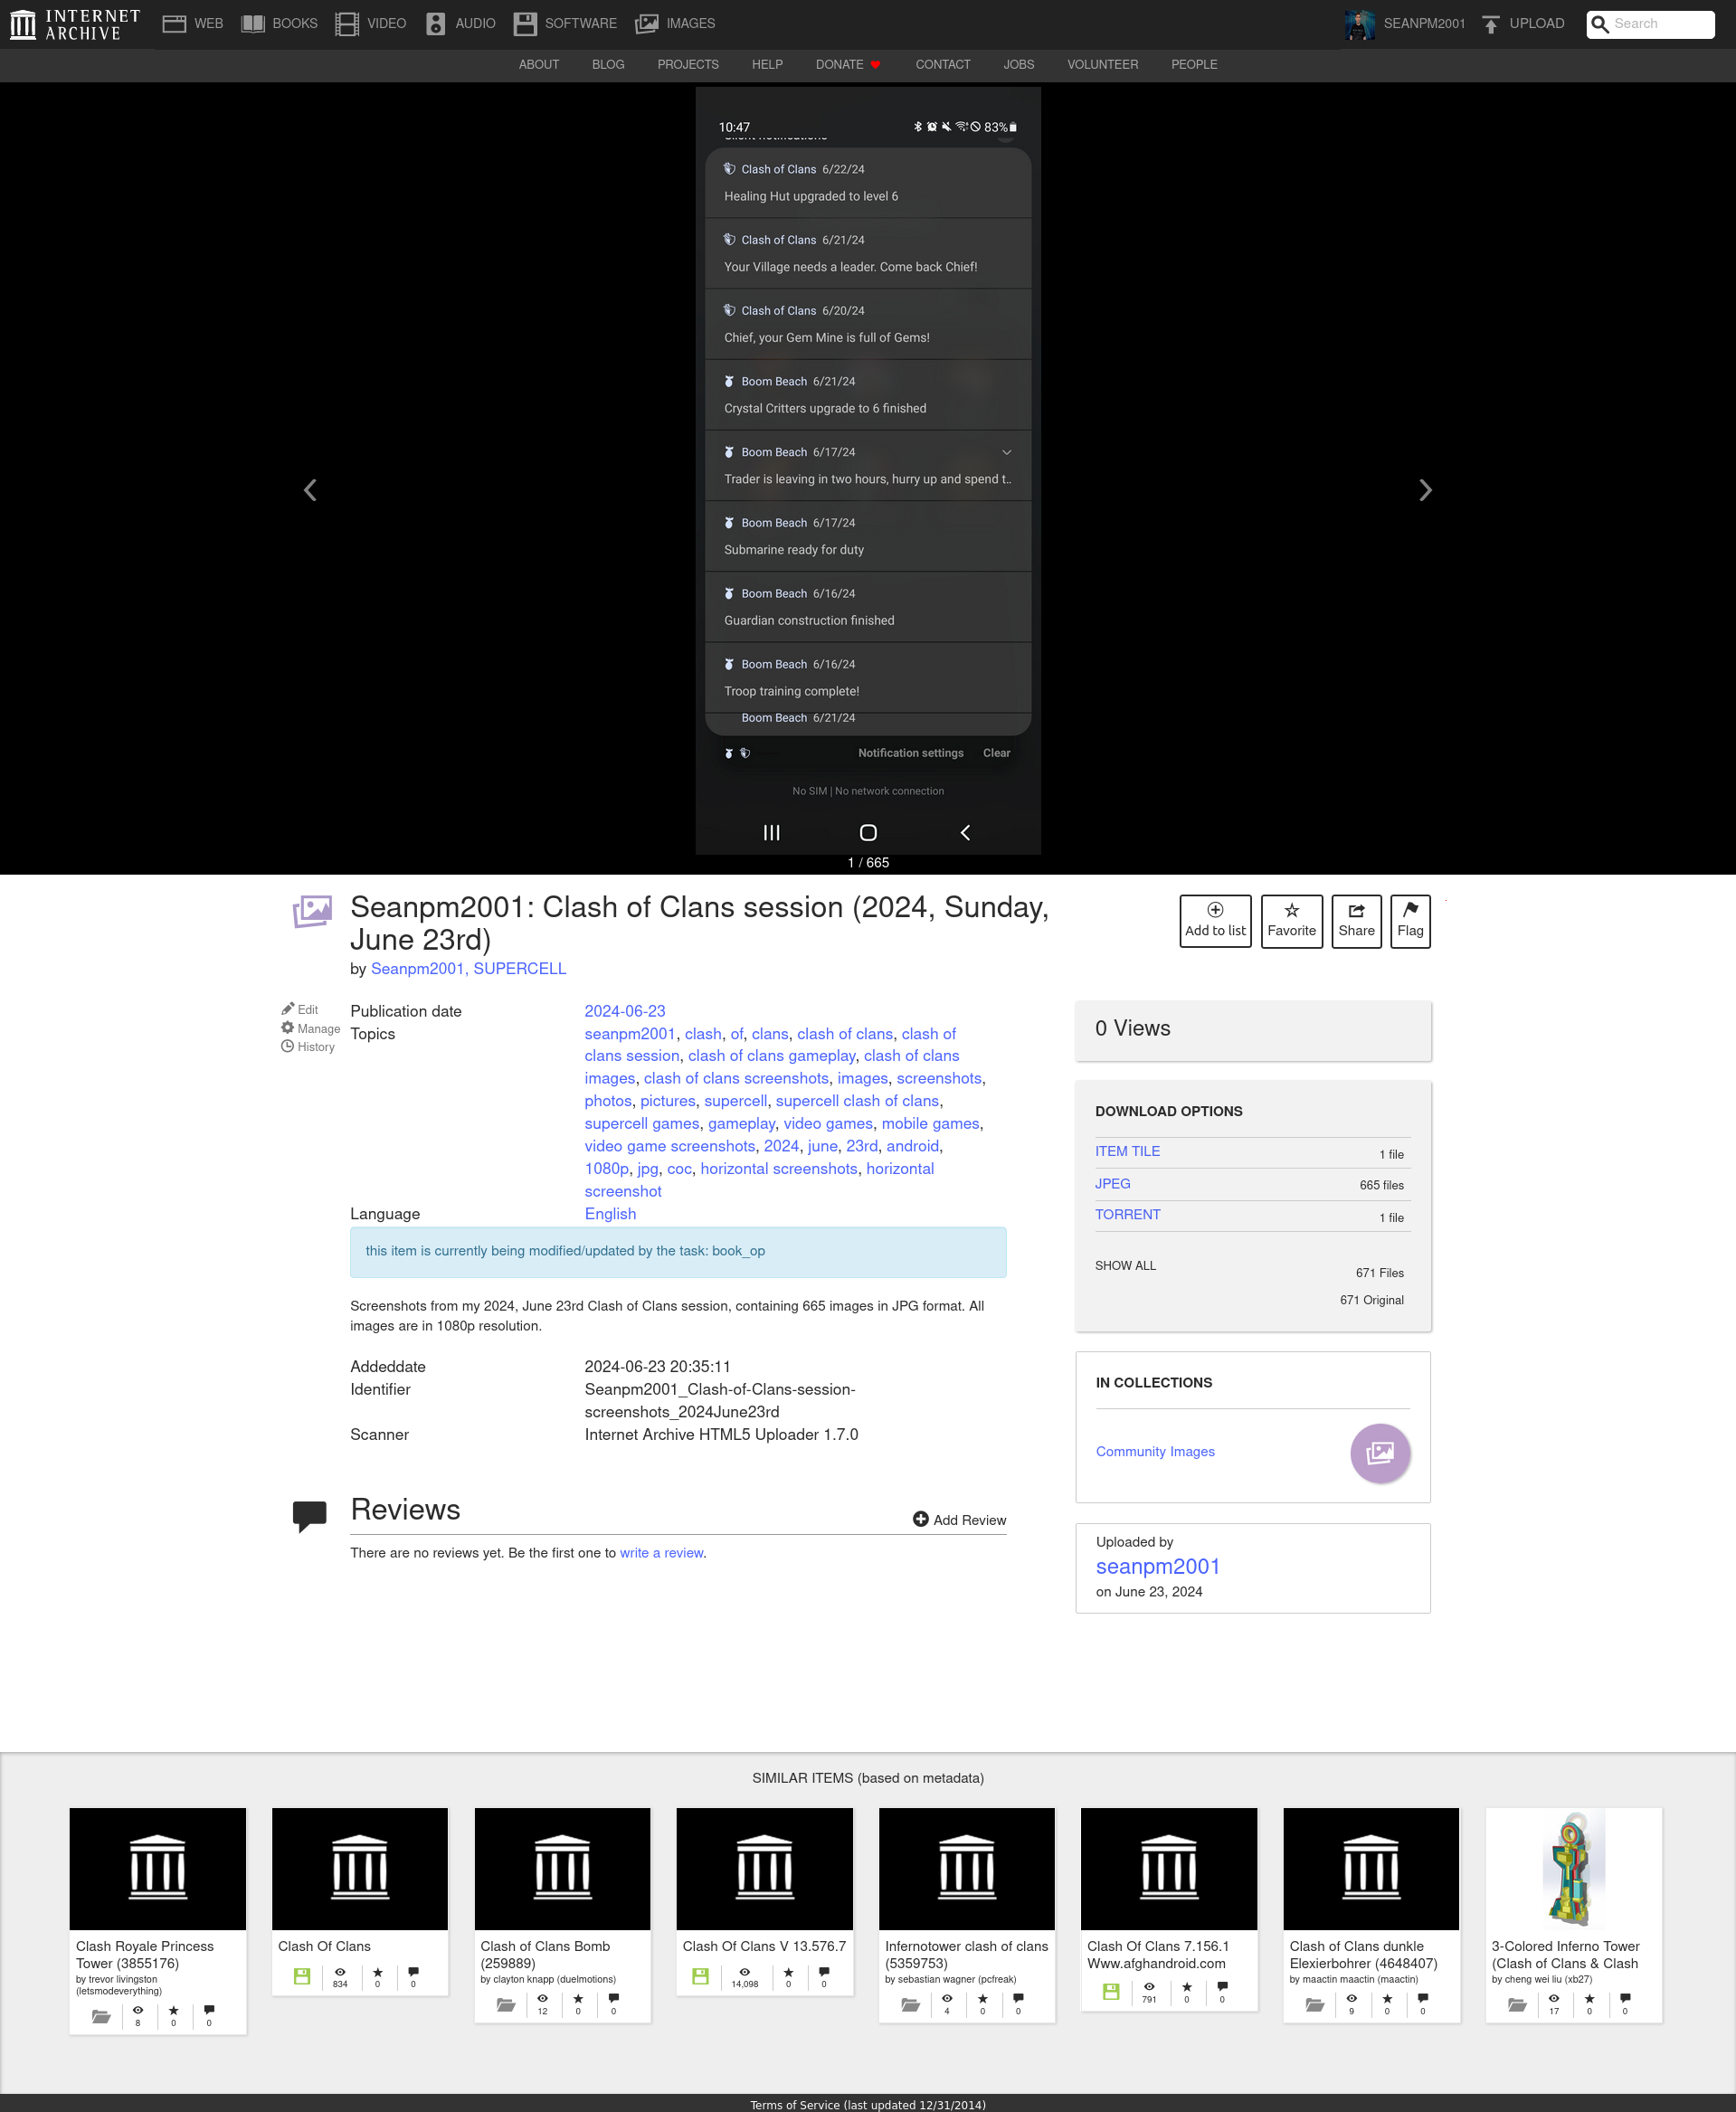 INTERNET ARCHIVE
WEB BOOKS VIDEO AUDIO SOFTWARE IMAGES SEANPM2001 UPLOAD Search
ABOUT BLOG PROJECTS HELP DONATE CONTACT JOBS VOLUNTEER PEOPLE
10:47 83%
Silent notifications
Clash of Clans 6/22/24
Healing Hut upgraded to level 6
Clash of Clans 6/21/24
Your Village needs a leader. Come back Chief!
Clash of Clans 6/20/24
Chief, your Gem Mine is full of Gems!
Boom Beach 6/21/24
Crystal Critters upgrade to 6 finished
Boom Beach 6/17/24
Trader is leaving in two hours, hurry up and spend t..
Boom Beach 6/17/24
Submarine ready for duty
Boom Beach 6/16/24
Guardian construction finished
Boom Beach 6/16/24
Troop training complete!
Boom Beach 6/21/24
Notification settings Clear
No SIM | No network connection
1 / 665
Seanpm2001: Clash of Clans session (2024, Sunday,
June 23rd)
by Seanpm2001, SUPERCELL
Add to list Favorite Share Flag
Edit
Manage
History
Publication date 2024-06-23
Topics seanpm2001, clash, of, clans, clash of clans, clash of
clans session, clash of clans gameplay, clash of clans
images, clash of clans screenshots, images, screenshots,
photos, pictures, supercell, supercell clash of clans,
supercell games, gameplay, video games, mobile games,
video game screenshots, 2024, june, 23rd, android,
1080p, jpg, coc, horizontal screenshots, horizontal
screenshot
Language English
this item is currently being modified/updated by the task: book_op
Screenshots from my 2024, June 23rd Clash of Clans session, containing 665 images in JPG format. All
images are in 1080p resolution.
Addeddate 2024-06-23 20:35:11
Identifier Seanpm2001_Clash-of-Clans-session-
screenshots_2024June23rd
Scanner Internet Archive HTML5 Uploader 1.7.0
Reviews
Add Review
There are no reviews yet. Be the first one to write a review.
0 Views
DOWNLOAD OPTIONS
ITEM TILE 1 file
JPEG 665 files
TORRENT 1 file
SHOW ALL 671 Files
671 Original
IN COLLECTIONS
Community Images
Uploaded by
seanpm2001
on June 23, 2024
SIMILAR ITEMS (based on metadata)
Clash Royale Princess
Tower (3855176)
by trevor livingston
(letsmodeverything)
8 0 0
Clash Of Clans
834 0 0
Clash of Clans Bomb
(259889)
by clayton knapp (duelmotions)
12 0 0
Clash Of Clans V 13.576.7
14,098 0 0
Infernotower clash of clans
(5359753)
by sebastian wagner (pcfreak)
4 0 0
Clash Of Clans 7.156.1
Www.afghandroid.com
791 0 0
Clash of Clans dunkle
Elexierbohrer (4648407)
by maactin maactin (maactin)
9 0 0
3-Colored Inferno Tower
(Clash of Clans & Clash
by cheng wei liu (xb27)
17 0 0
Terms of Service (last updated 12/31/2014)